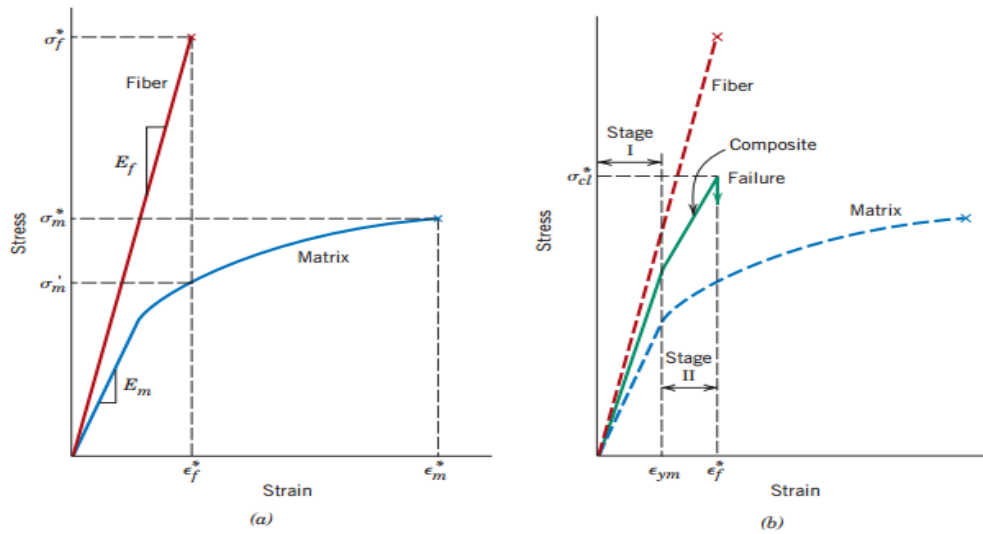 σ*f
Fiber
Ef
σ*m
Stress
Matrix
σ'm
Em
ϵ*f
ϵ*m
Strain
(a)
Fiber
Stage
I
Composite
σ*cl
Failure
Stress
Matrix
Stage
II
ϵym
ϵ*f
Strain
(b)